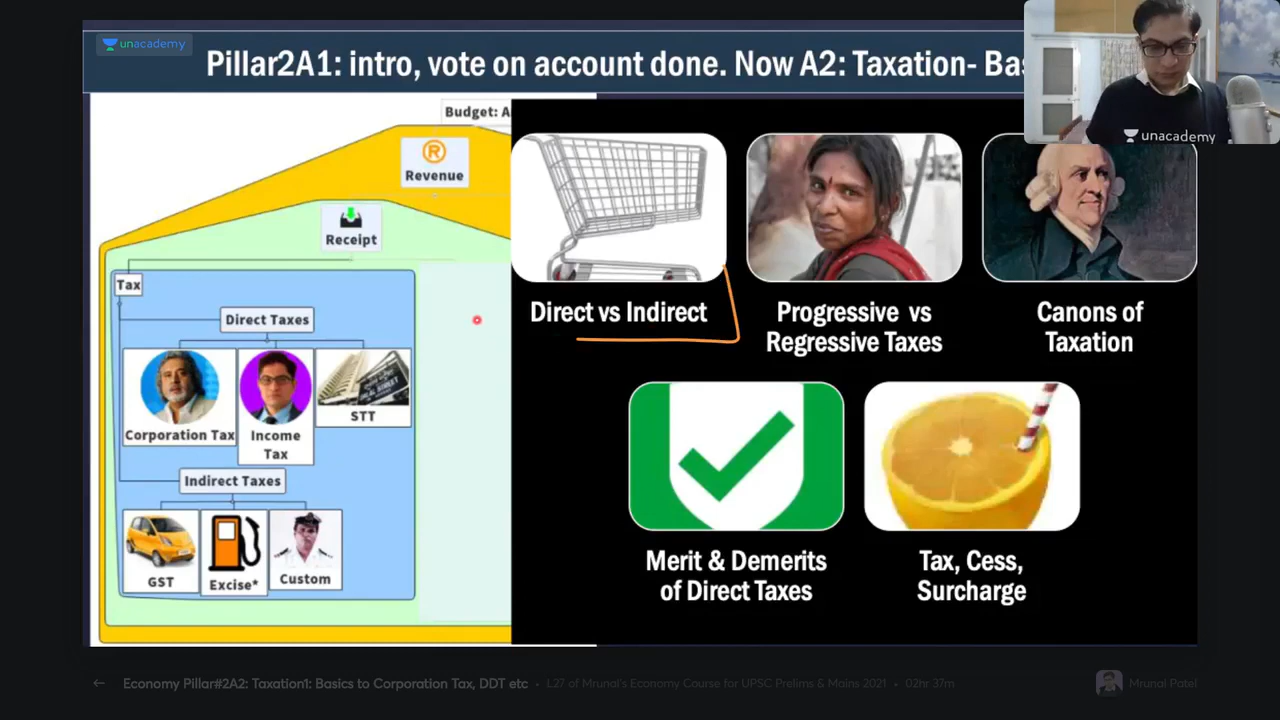 unacademy
Pillar2A1: intro, vote on account done. Now A2: Taxation-
unacademy
Budget:
Revenue
Receipt
Tax
Direct Taxes
Corporation Tax
Income
Tax
STT
Indirect Taxes
GST
Excise*
Custom
Direct vs Indirect
Progressive vs
Regressive Taxes
Canons of
Taxation
Merit & Demerits
of Direct Taxes
Tax, Cess,
Surcharge
Economy Pillar#2A2: Taxation1: Basics to Corporation Tax, DDT etc • L27 of Mrunal's Economy Course for UPSC Prelims & Mains 2021 • 02hr 37m
Mrunal Patel